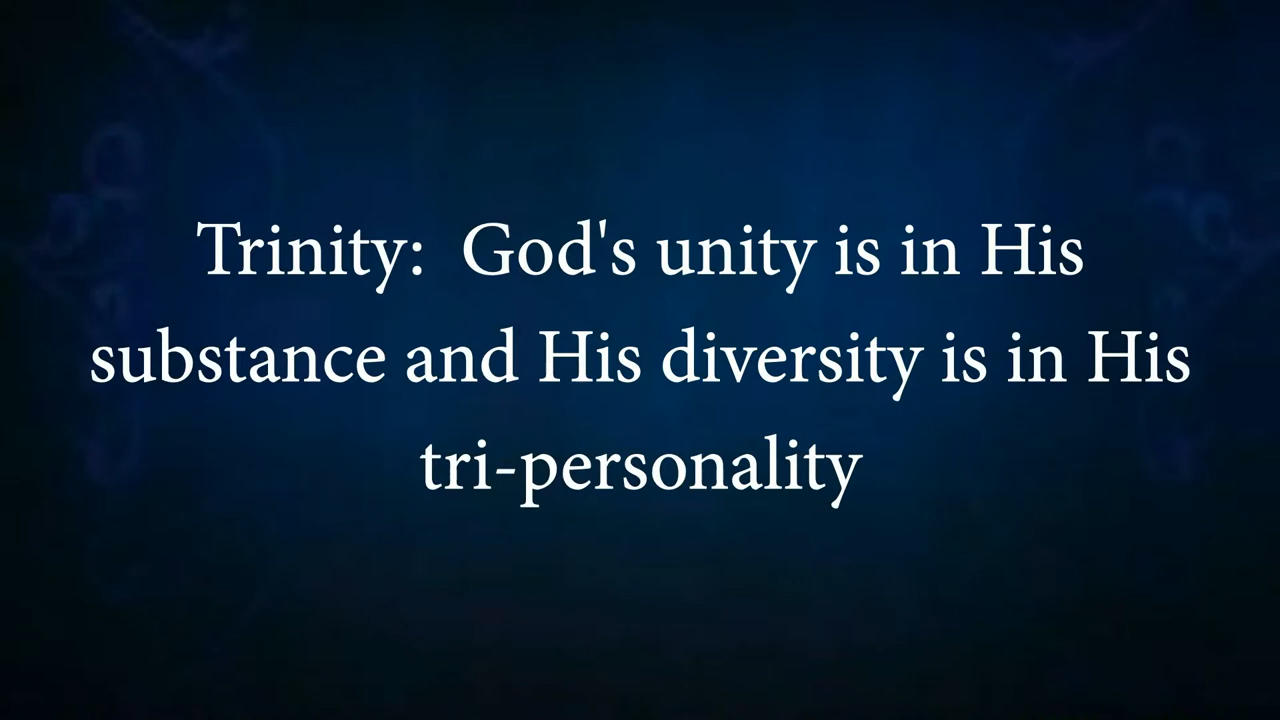 Trinity:  God's unity is in His
substance and His diversity is in His
tri-personality